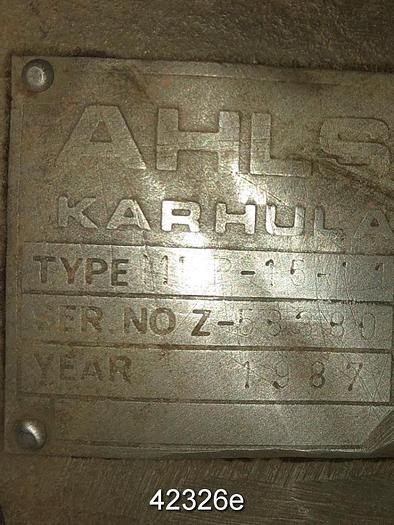 AHLS
KARHULA
TYPE
SER. NO Z-
YEAR 1987
42326e